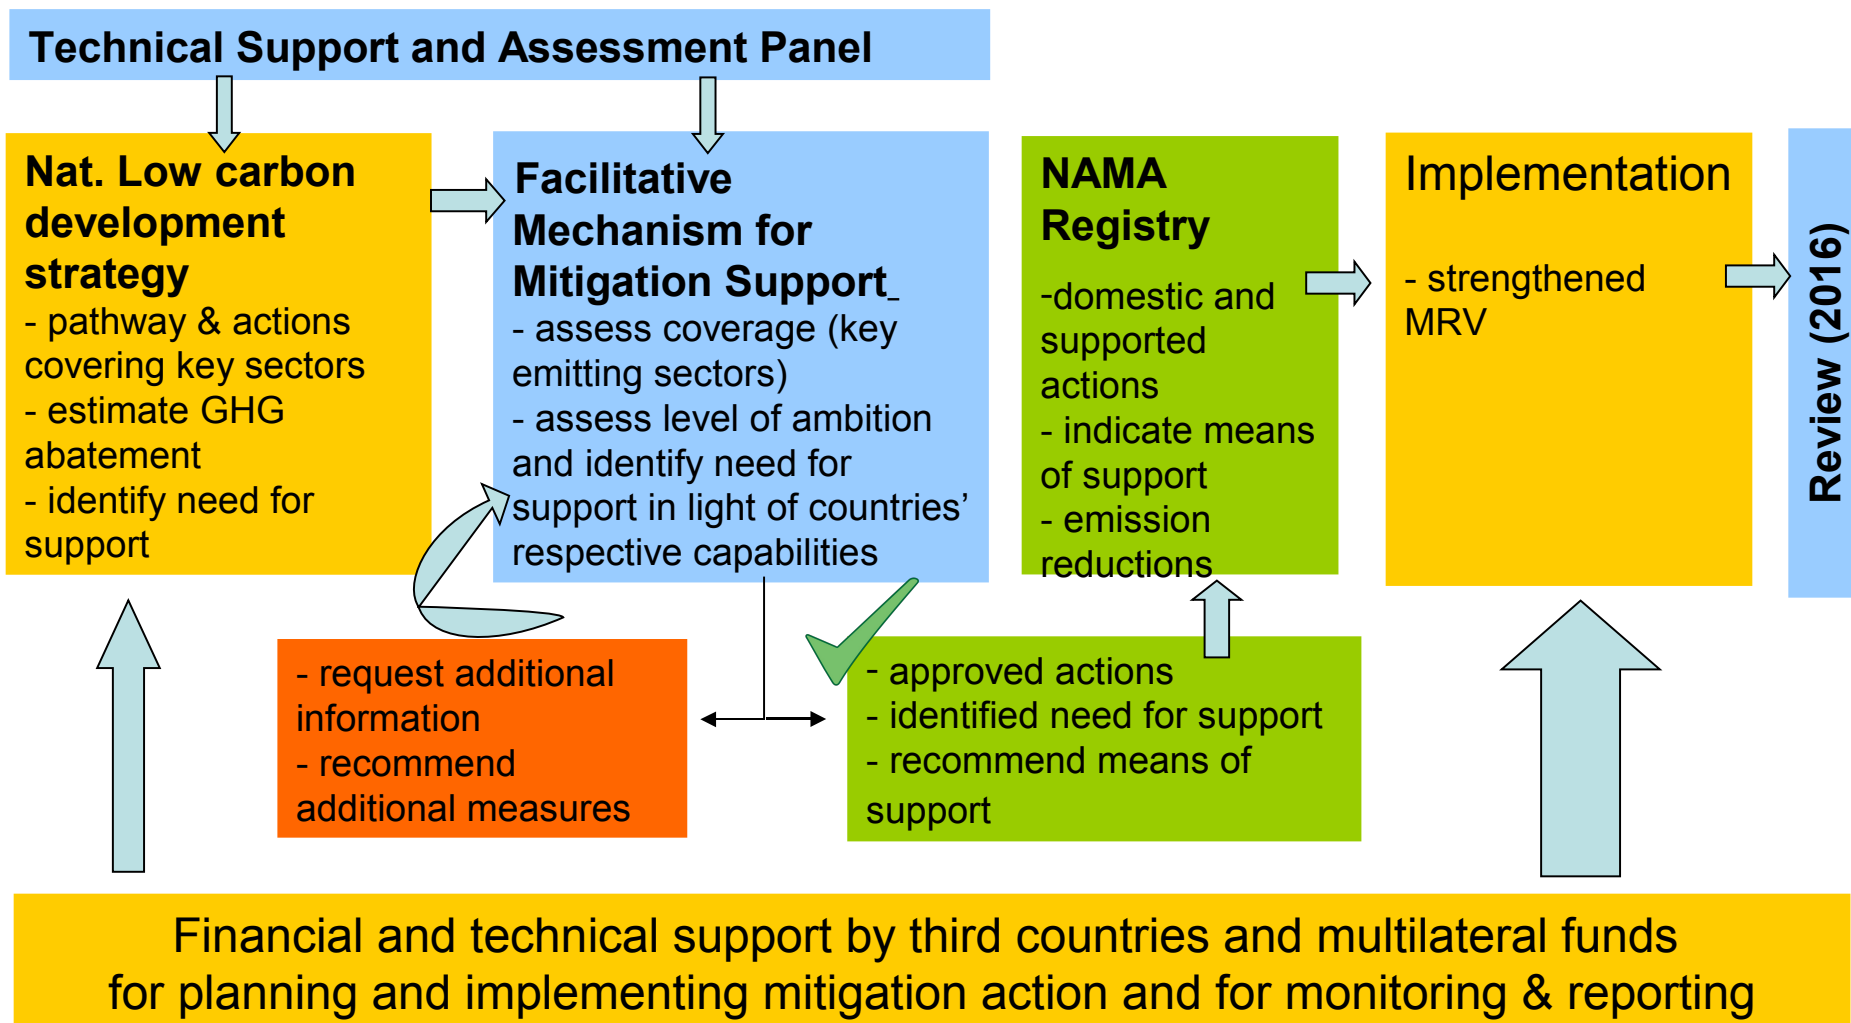 Technical Support and Assessment Panel
Nat. Low carbon
development
strategy
- pathway & actions
covering key sectors
- estimate GHG
abatement
- identify need for
support
Facilitative
Mechanism for
Mitigation Support_
- assess coverage (key
emitting sectors)
- assess level of ambition
and identify need for
support in light of countries’
respective capabilities
NAMA
Registry
-domestic and
supported
actions
- indicate means
of support
- emission
reductions
Implementation
- strengthened
MRV
Review (2016)
- request additional
information
- recommend
additional measures
- approved actions
- identified need for support
- recommend means of
support
Financial and technical support by third countries and multilateral funds
for planning and implementing mitigation action and for monitoring & reporting